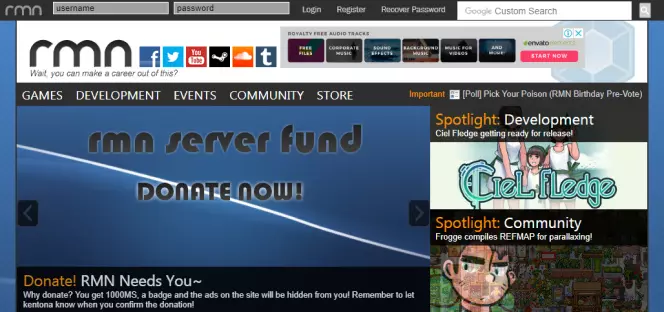 rmn
username
password
Login
Register
Recover Password
Google Custom Search
rmn
Wait, you can make a career out of this?
You
Tube
ROYALTY FREE AUDIO TRACKS
FREE FILES
CORPORATE MUSIC
SOUND EFFECTS
BACKGROUND MUSIC
MUSIC FOR VIDEOS
AND MORE
START NOW
GAMES
DEVELOPMENT
EVENTS
COMMUNITY
STORE
Important
[Poll] Pick Your Poison (RMN Birthday Pre-Vote)
rmn server fund
DONATE NOW!
Donate! RMN Needs You~
Why donate? You get 1000MS, a badge and the ads on the site will be hidden from you! Remember to let
kentona know when you confirm the donation!
Spotlight: Development
Ciel Fledge getting ready for release!
CIEL FLEDGE
Spotlight: Community
Frogge compiles REFMAP for parallaxing!